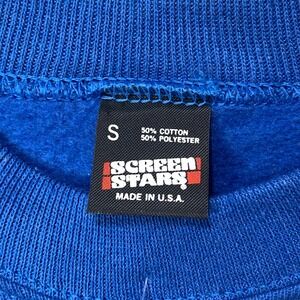 S
50% COTTON
50% POLYESTER
SCREEN
STARS
MADE IN U.S.A.